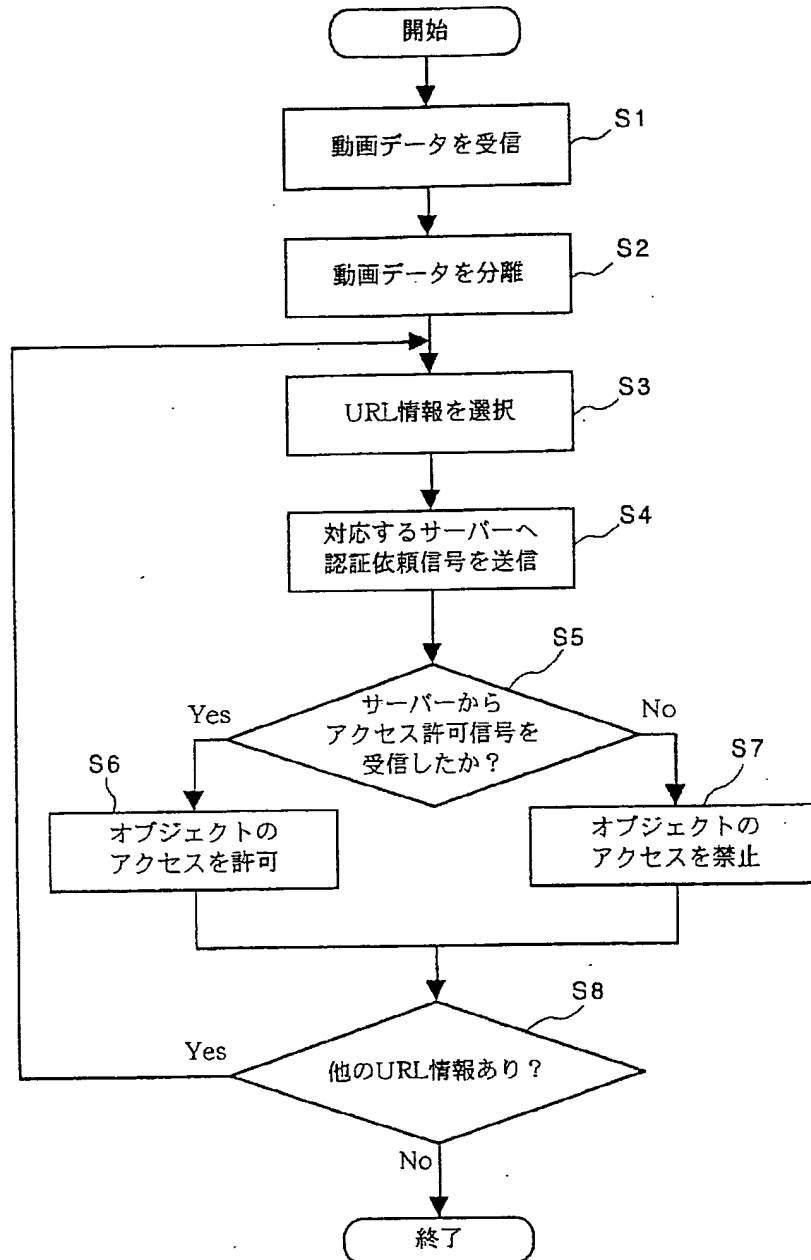 開始
S1
動画データを受信
S2
動画データを分離
S3
URL情報を選択
S4
対応するサーバーへ
認証依頼信号を送信
S5
サーバーから
アクセス許可信号を
受信したか？
Yes
No
S6
オブジェクトの
アクセスを許可
S7
オブジェクトの
アクセスを禁止
S8
他のURL情報あり？
Yes
No
終了